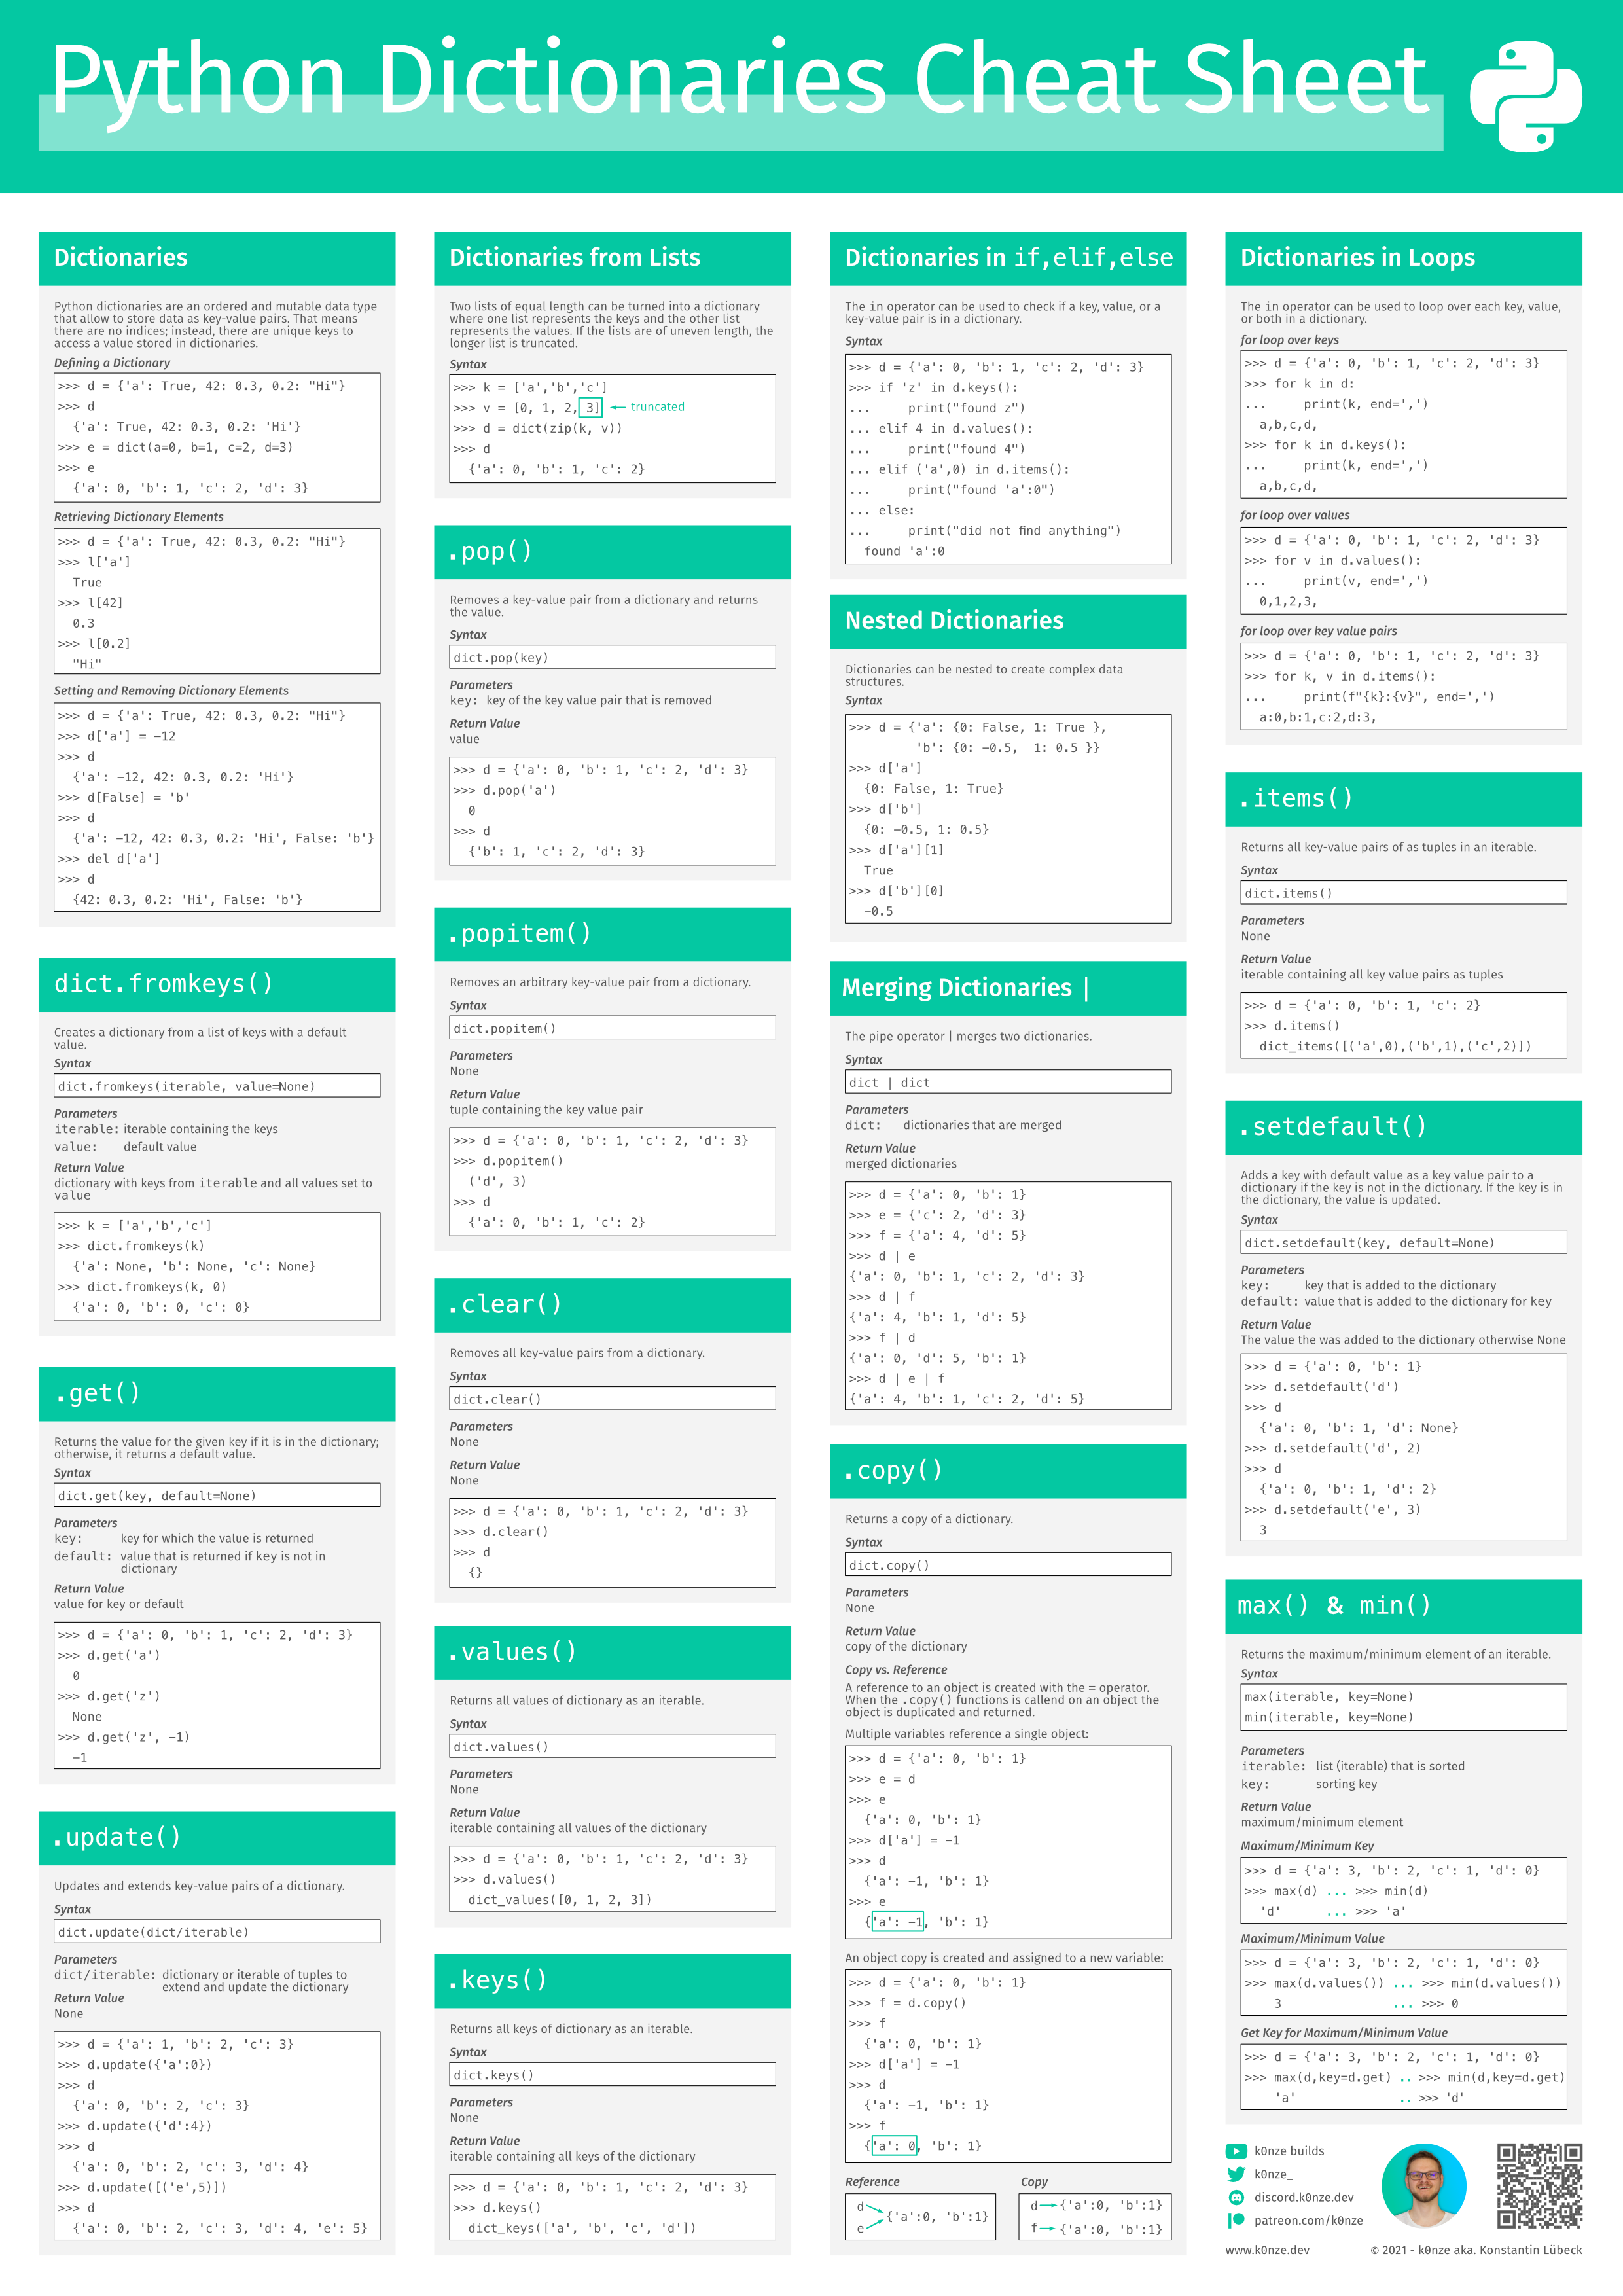 Python Dictionaries Cheat Sheet
Dictionaries
Python dictionaries are an ordered and mutable data type
that allow to store data as key-value pairs. That means
there are no indices; instead, there are unique keys to
access a value stored in dictionaries.
Defining a Dictionary
>>> d = {'a': True, 42: 0.3, 0.2: "Hi"}
>>> d
{'a': True, 42: 0.3, 0.2: 'Hi'}
>>> e = dict(a=0, b=1, c=2, d=3)
>>> e
{'a': 0, 'b': 1, 'c': 2, 'd': 3}
Retrieving Dictionary Elements
>>> d = {'a': True, 42: 0.3, 0.2: "Hi"}
>>> l['a']
True
>>> l[42]
0.3
>>> l[0.2]
"Hi"
Setting and Removing Dictionary Elements
>>> d = {'a': True, 42: 0.3, 0.2: "Hi"}
>>> d['a'] = -12
>>> d
{'a': -12, 42: 0.3, 0.2: 'Hi'}
>>> d[False] = 'b'
>>> d
{'a': -12, 42: 0.3, 0.2: 'Hi', False: 'b'}
>>> del d['a']
>>> d
{42: 0.3, 0.2: 'Hi', False: 'b'}
dict.fromkeys()
Creates a dictionary from a list of keys with a default
value.
Syntax
dict.fromkeys(iterable, value=None)
Parameters
iterable: iterable containing the keys
value: default value
Return Value
dictionary with keys from iterable and all values set to
value
>>> k = ['a','b','c']
>>> dict.fromkeys(k)
{'a': None, 'b': None, 'c': None}
>>> dict.fromkeys(k, 0)
{'a': 0, 'b': 0, 'c': 0}
.get()
Returns the value for the given key if it is in the dictionary;
otherwise, it returns a default value.
Syntax
dict.get(key, default=None)
Parameters
key: key for which the value is returned
default: value that is returned if key is not in
dictionary
Return Value
value for key or default
>>> d = {'a': 0, 'b': 1, 'c': 2, 'd': 3}
>>> d.get('a')
0
>>> d.get('z')
None
>>> d.get('z', -1)
-1
.update()
Updates and extends key-value pairs of a dictionary.
Syntax
dict.update(dict/iterable)
Parameters
dict/iterable: dictionary or iterable of tuples to
extend and update the dictionary
Return Value
None
>>> d = {'a': 1, 'b': 2, 'c': 3}
>>> d.update({'a':0})
>>> d
{'a': 0, 'b': 2, 'c': 3}
>>> d.update({'d':4})
>>> d
{'a': 0, 'b': 2, 'c': 3, 'd': 4}
>>> d.update([('e',5)])
>>> d
{'a': 0, 'b': 2, 'c': 3, 'd': 4, 'e': 5}
Dictionaries from Lists
Two lists of equal length can be turned into a dictionary
where one list represents the keys and the other list
represents the values. If the lists are of uneven length, the
longer list is truncated.
Syntax
>>> k = ['a','b','c']
>>> v = [0, 1, 2, 3] ← truncated
>>> d = dict(zip(k, v))
>>> d
{'a': 0, 'b': 1, 'c': 2}
.pop()
Removes a key-value pair from a dictionary and returns
the value.
Syntax
dict.pop(key)
Parameters
key: key of the key value pair that is removed
Return Value
value
>>> d = {'a': 0, 'b': 1, 'c': 2, 'd': 3}
>>> d.pop('a')
0
>>> d
{'b': 1, 'c': 2, 'd': 3}
.popitem()
Removes an arbitrary key-value pair from a dictionary.
Syntax
dict.popitem()
Parameters
None
Return Value
tuple containing the key value pair
>>> d = {'a': 0, 'b': 1, 'c': 2, 'd': 3}
>>> d.popitem()
('d', 3)
>>> d
{'a': 0, 'b': 1, 'c': 2}
.clear()
Removes all key-value pairs from a dictionary.
Syntax
dict.clear()
Parameters
None
Return Value
None
>>> d = {'a': 0, 'b': 1, 'c': 2, 'd': 3}
>>> d.clear()
>>> d
{}
.values()
Returns all values of dictionary as an iterable.
Syntax
dict.values()
Parameters
None
Return Value
iterable containing all values of the dictionary
>>> d = {'a': 0, 'b': 1, 'c': 2, 'd': 3}
>>> d.values()
dict_values([0, 1, 2, 3])
.keys()
Returns all keys of dictionary as an iterable.
Syntax
dict.keys()
Parameters
None
Return Value
iterable containing all keys of the dictionary
>>> d = {'a': 0, 'b': 1, 'c': 2, 'd': 3}
>>> d.keys()
dict_keys(['a', 'b', 'c', 'd'])
Dictionaries in if,elif,else
The in operator can be used to check if a key, value, or a
key-value pair is in a dictionary.
Syntax
>>> d = {'a': 0, 'b': 1, 'c': 2, 'd': 3}
>>> if 'z' in d.keys():
... print("found z")
... elif 4 in d.values():
... print("found 4")
... elif ('a',0) in d.items():
... print("found 'a':0")
... else:
... print("did not find anything")
found 'a':0
Nested Dictionaries
Dictionaries can be nested to create complex data
structures.
Syntax
>>> d = {'a': {0: False, 1: True },
'b': {0: -0.5, 1: 0.5 }}
>>> d['a']
{0: False, 1: True}
>>> d['b']
{0: -0.5, 1: 0.5}
>>> d['a'][1]
True
>>> d['b'][0]
-0.5
Merging Dictionaries |
The pipe operator | merges two dictionaries.
Syntax
dict | dict
Parameters
dict: dictionaries that are merged
Return Value
merged dictionaries
>>> d = {'a': 0, 'b': 1}
>>> e = {'c': 2, 'd': 3}
>>> f = {'a': 4, 'd': 5}
>>> d | e
{'a': 0, 'b': 1, 'c': 2, 'd': 3}
>>> d | f
{'a': 4, 'b': 1, 'd': 5}
>>> f | d
{'a': 0, 'd': 5, 'b': 1}
>>> d | e | f
{'a': 4, 'b': 1, 'c': 2, 'd': 5}
.copy()
Returns a copy of a dictionary.
Syntax
dict.copy()
Parameters
None
Return Value
copy of the dictionary
Copy vs. Reference
A reference to an object is created with the = operator.
When the .copy() functions is callend on an object the
object is duplicated and returned.
Multiple variables reference a single object:
>>> d = {'a': 0, 'b': 1}
>>> e = d
>>> e
{'a': 0, 'b': 1}
>>> d['a'] = -1
>>> d
{'a': -1, 'b': 1}
>>> e
{'a': -1, 'b': 1}
An object copy is created and assigned to a new variable:
>>> d = {'a': 0, 'b': 1}
>>> f = d.copy()
>>> f
{'a': 0, 'b': 1}
>>> d['a'] = -1
>>> d
{'a': -1, 'b': 1}
>>> f
{'a': 0, 'b': 1}
Reference
d
e
{'a':0, 'b':1}
Copy
d {'a':0, 'b':1}
f {'a':0, 'b':1}
Dictionaries in Loops
The in operator can be used to loop over each key, value,
or both in a dictionary.
for loop over keys
>>> d = {'a': 0, 'b': 1, 'c': 2, 'd': 3}
>>> for k in d:
... print(k, end=',')
a,b,c,d,
>>> for k in d.keys():
... print(k, end=',')
a,b,c,d,
for loop over values
>>> d = {'a': 0, 'b': 1, 'c': 2, 'd': 3}
>>> for v in d.values():
... print(v, end=',')
0,1,2,3,
for loop over key value pairs
>>> d = {'a': 0, 'b': 1, 'c': 2, 'd': 3}
>>> for k, v in d.items():
... print(f"{k}:{v}", end=',')
a:0,b:1,c:2,d:3,
.items()
Returns all key-value pairs of as tuples in an iterable.
Syntax
dict.items()
Parameters
None
Return Value
iterable containing all key value pairs as tuples
>>> d = {'a': 0, 'b': 1, 'c': 2}
>>> d.items()
dict_items([('a',0),('b',1),('c',2)])
.setdefault()
Adds a key with default value as a key value pair to a
dictionary if the key is not in the dictionary. If the key is in
the dictionary, the value is updated.
Syntax
dict.setdefault(key, default=None)
Parameters
key: key that is added to the dictionary
default: value that is added to the dictionary for key
Return Value
The value the was added to the dictionary otherwise None
>>> d = {'a': 0, 'b': 1}
>>> d.setdefault('d')
>>> d
{'a': 0, 'b': 1, 'd': None}
>>> d.setdefault('d', 2)
>>> d
{'a': 0, 'b': 1, 'd': 2}
>>> d.setdefault('e', 3)
3
max() & min()
Returns the maximum/minimum element of an iterable.
Syntax
max(iterable, key=None)
min(iterable, key=None)
Parameters
iterable: list (iterable) that is sorted
key: sorting key
Return Value
maximum/minimum element
Maximum/Minimum Key
>>> d = {'a': 3, 'b': 2, 'c': 1, 'd': 0}
>>> max(d) ... >>> min(d)
'd' ... >>> 'a'
Maximum/Minimum Value
>>> d = {'a': 3, 'b': 2, 'c': 1, 'd': 0}
>>> max(d.values()) ... >>> min(d.values())
3 ... >>> 0
Get Key for Maximum/Minimum Value
>>> d = {'a': 3, 'b': 2, 'c': 1, 'd': 0}
>>> max(d,key=d.get) .. >>> min(d,key=d.get)
'a' .. >>> 'd'
k0nze builds
k0nze_
discord.k0nze.dev
patreon.com/k0nze
www.k0nze.dev
© 2021 - k0nze aka. Konstantin Lübeck